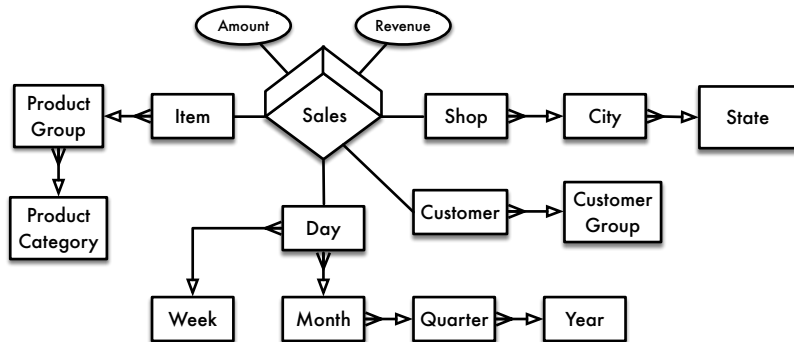 Amount
Revenue
Product
Group
Item
Sales
Shop
City
State
Product
Category
Day
Customer
Customer
Group
Week
Month
Quarter
Year